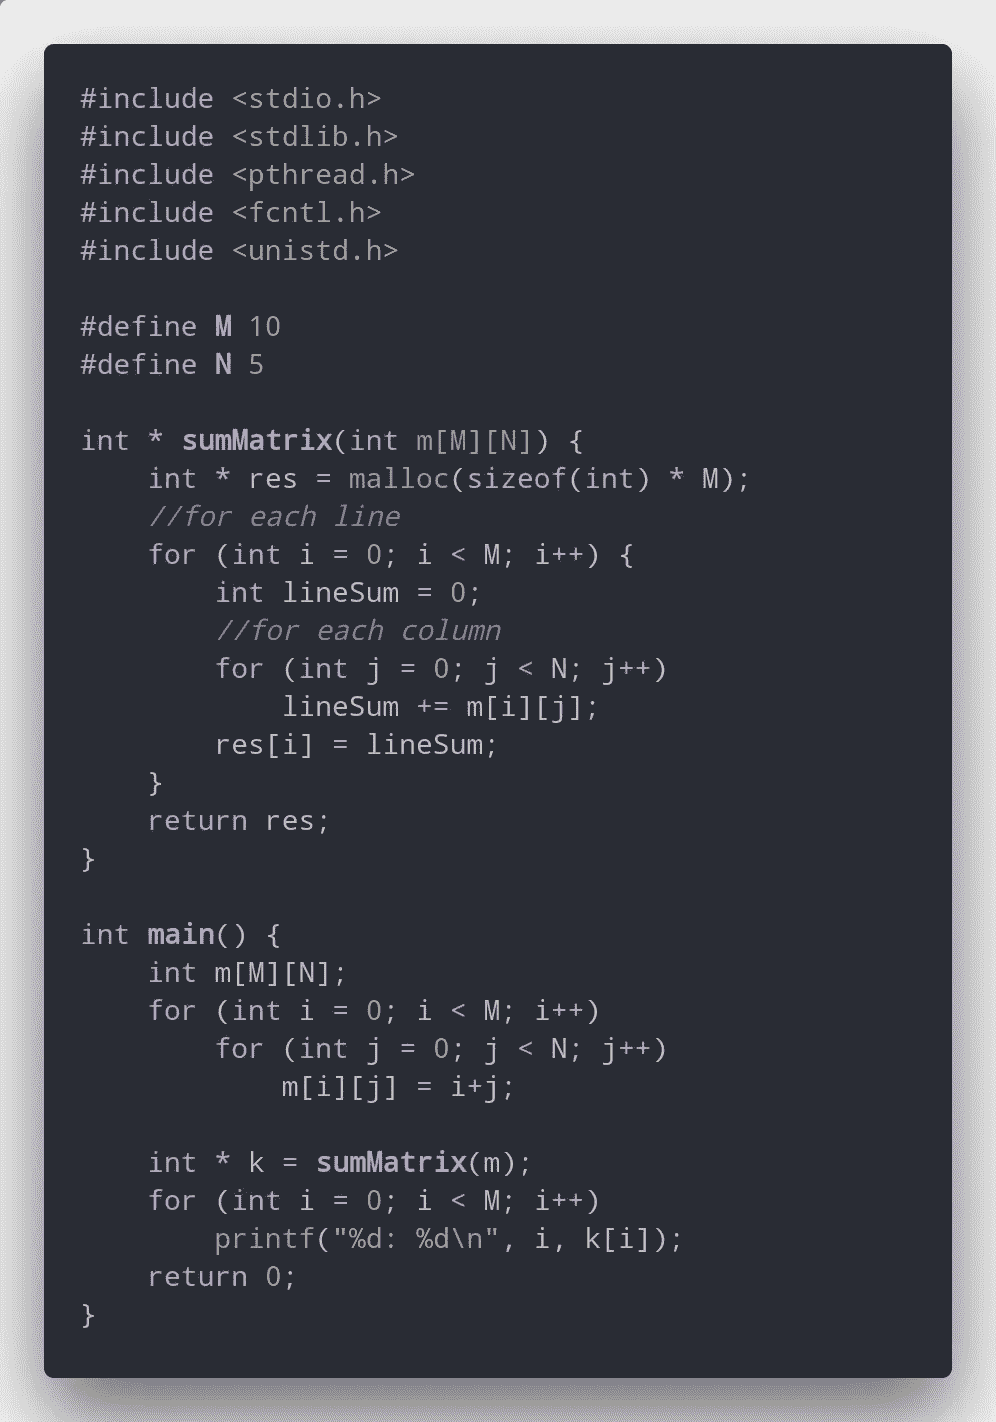 #include <stdio.h>
#include <stdlib.h>
#include <pthread.h>
#include <fcntl.h>
#include <unistd.h>

#define M 10
#define N 5

int * sumMatrix(int m[M][N]) {
    int * res = malloc(sizeof(int) * M);
    //for each line
    for (int i = 0; i < M; i++) {
        int lineSum = 0;
        //for each column
        for (int j = 0; j < N; j++)
            lineSum += m[i][j];
        res[i] = lineSum;
    }
    return res;
}

int main() {
    int m[M][N];
    for (int i = 0; i < M; i++)
        for (int j = 0; j < N; j++)
            m[i][j] = i+j;

    int * k = sumMatrix(m);
    for (int i = 0; i < M; i++)
        printf("%d: %d\n", i, k[i]);
    return 0;
}